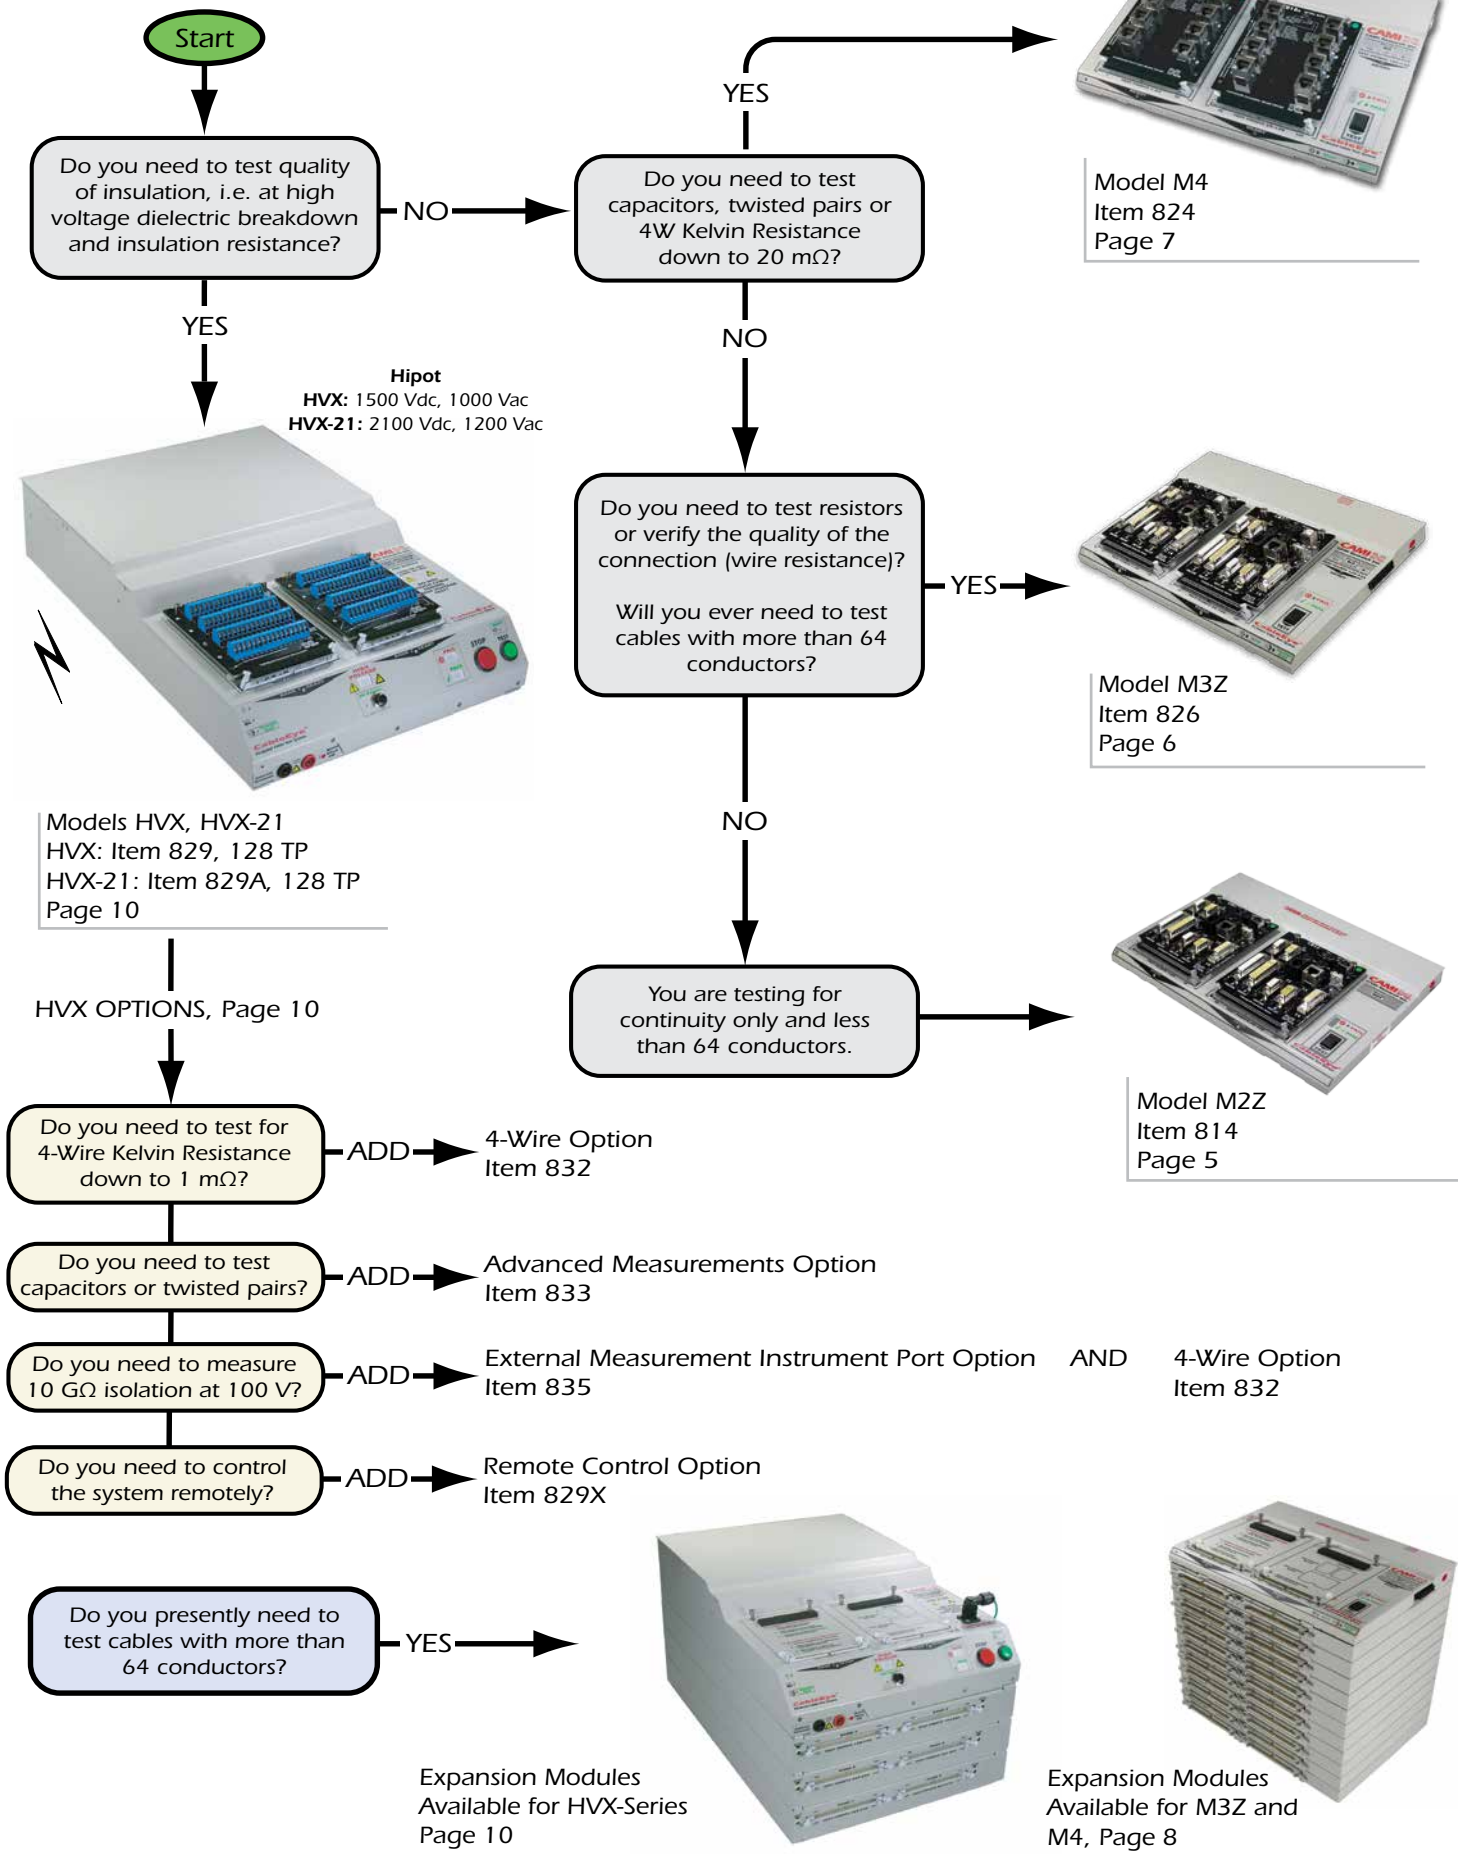 Start
Do you need to test quality
of insulation, i.e. at high
voltage dielectric breakdown
and insulation resistance?
NO
YES
Do you need to test
capacitors, twisted pairs or
4W Kelvin Resistance
down to 20 mΩ?
YES
CAMI
CableEye
Model M4
Item 824
Page 7
NO
Hipot
HVX: 1500 Vdc, 1000 Vac
HVX-21: 2100 Vdc, 1200 Vac
CAMI
STOP
TEST
CableEye
Do you need to test resistors
or verify the quality of the
connection (wire resistance)?
Will you ever need to test
cables with more than 64
conductors?
YES
CAMI
CableEye
Model M3Z
Item 826
Page 6
NO
Models HVX, HVX-21
HVX: Item 829, 128 TP
HVX-21: Item 829A, 128 TP
Page 10
HVX OPTIONS, Page 10
You are testing for
continuity only and less
than 64 conductors.
CAMI
CableEye
Model M2Z
Item 814
Page 5
Do you need to test for
4-Wire Kelvin Resistance
down to 1 mΩ?
ADD
4-Wire Option
Item 832
Do you need to test
capacitors or twisted pairs?
ADD
Advanced Measurements Option
Item 833
Do you need to measure
10 GΩ isolation at 100 V?
ADD
External Measurement Instrument Port Option
Item 835
AND
4-Wire Option
Item 832
Do you need to control
the system remotely?
ADD
Remote Control Option
Item 829X
Do you presently need to
test cables with more than
64 conductors?
YES
CableEye
Expansion Modules
Available for HVX-Series
Page 10
CAMI
Expansion Modules
Available for M3Z and
M4, Page 8